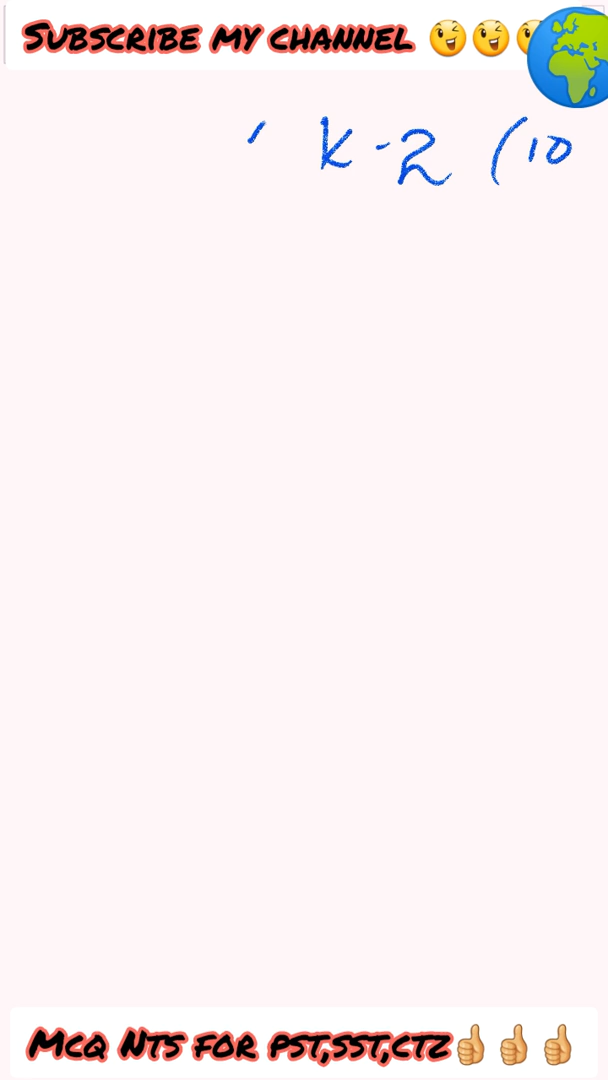 SUBSCRIBE MY CHANNEL 😉😉😉
K-2 (10
MCQ NTS FOR PST,SST,CTZ👍👍👍